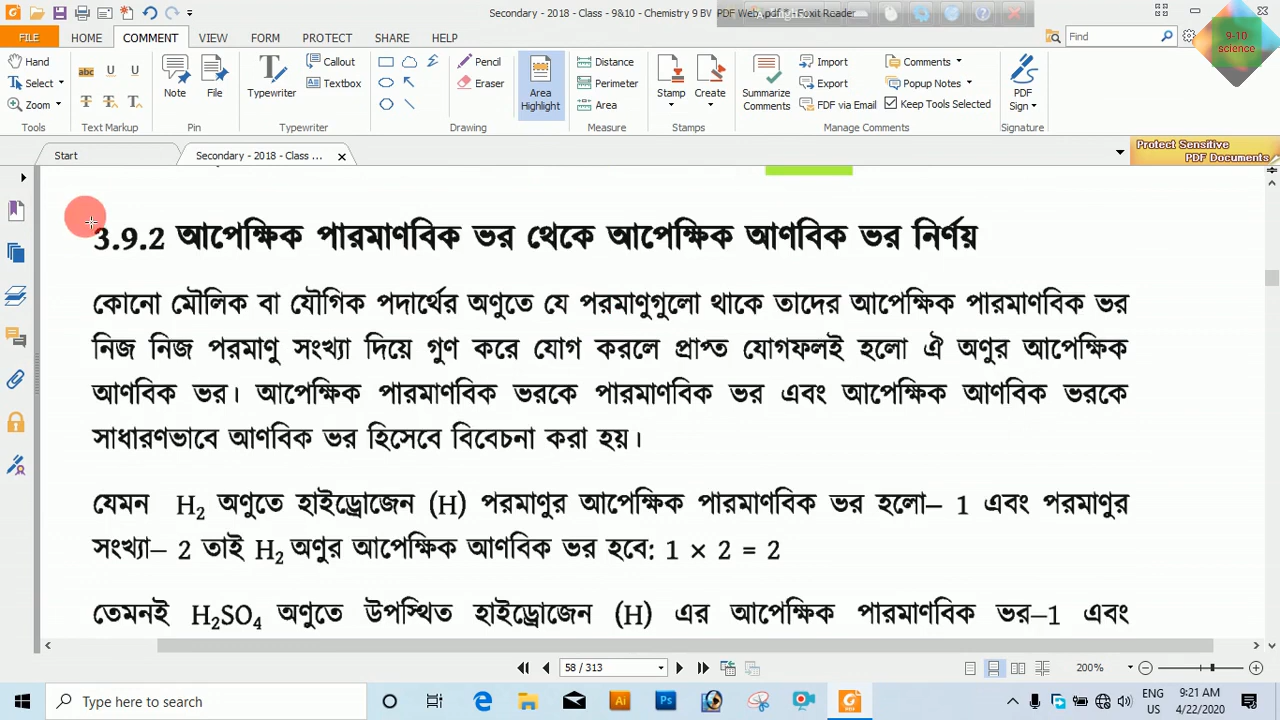 Secondary - 2018 - Class - 9&10 - Chemistry 9 BV PDF Web.pdf - Foxit Reader
FILE HOME COMMENT VIEW FORM PROTECT SHARE HELP
Find
9-10
science
Hand
Select
Zoom
Tools
Text Markup
Note
File
Pin
Typewriter
Callout
Textbox
Typewriter
Pencil
Eraser
Drawing
Area
Highlight
Distance
Perimeter
Area
Measure
Stamp
Create
Stamps
Summarize
Comments
Import
Export
FDF via Email
Comments
Popup Notes
Keep Tools Selected
Manage Comments
PDF
Sign
Signature
Start
Secondary - 2018 - Class ...
Protect Sensitive
PDF Documents
3.9.2 আপেক্ষিক পারমাণবিক ভর থেকে আপেক্ষিক আণবিক ভর নির্ণয়
কোনো মৌলিক বা যৌগিক পদার্থের অণুতে যে পরমাণুগুলো থাকে তাদের আপেক্ষিক পারমাণবিক ভর
নিজ নিজ পরমাণু সংখ্যা দিয়ে গুণ করে যোগ করলে প্রাপ্ত যোগফলই হলো ঐ অণুর আপেক্ষিক
আণবিক ভর। আপেক্ষিক পারমাণবিক ভরকে পারমাণবিক ভর এবং আপেক্ষিক আণবিক ভরকে
সাধারণভাবে আণবিক ভর হিসেবে বিবেচনা করা হয়।
যেমন H₂ অণুতে হাইড্রোজেন (H) পরমাণুর আপেক্ষিক পারমাণবিক ভর হলো– 1 এবং পরমাণুর
সংখ্যা– 2 তাই H₂ অণুর আপেক্ষিক আণবিক ভর হবে: 1 × 2 = 2
তেমনই H₂SO₄ অণুতে উপস্থিত হাইড্রোজেন (H) এর আপেক্ষিক পারমাণবিক ভর–1 এবং
58 / 313
200%
Type here to search
ENG
US
9:21 AM
4/22/2020